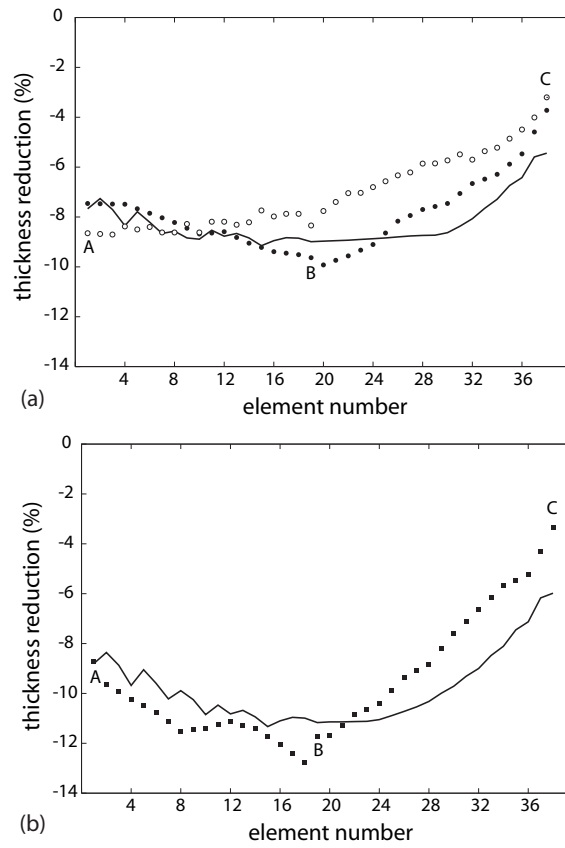 0
-2
-4
-6
-8
-10
-12
-14
thickness reduction (%)
A
B
C
4 8 12 16 20 24 28 32 36
element number
(a)
0
-2
-4
-6
-8
-10
-12
-14
thickness reduction (%)
A
B
C
4 8 12 16 20 24 28 32 36
element number
(b)